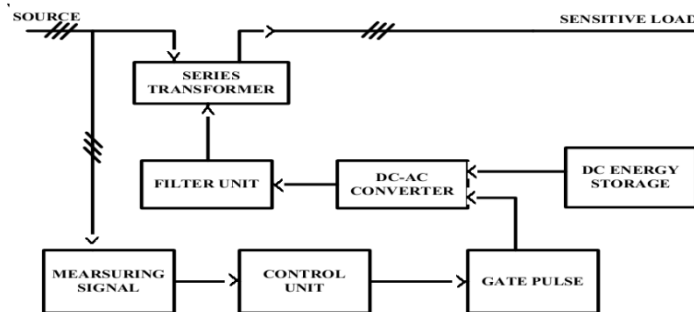 SOURCE
SENSITIVE LOAD
SERIES
TRANSFORMER
FILTER UNIT
DC-AC
CONVERTER
DC ENERGY
STORAGE
MEARSURING
SIGNAL
CONTROL
UNIT
GATE PULSE